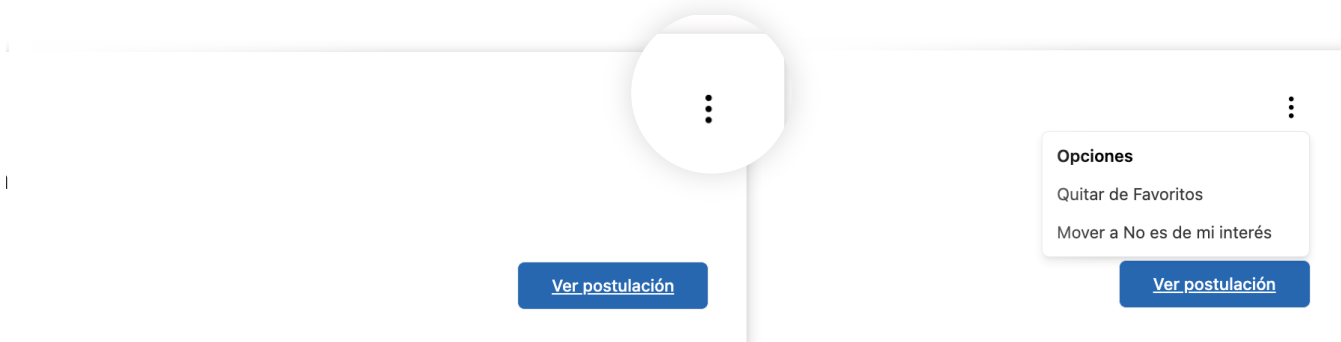 Ver postulación
Opciones
Quitar de Favoritos
Mover a No es de mi interés
Ver postulación